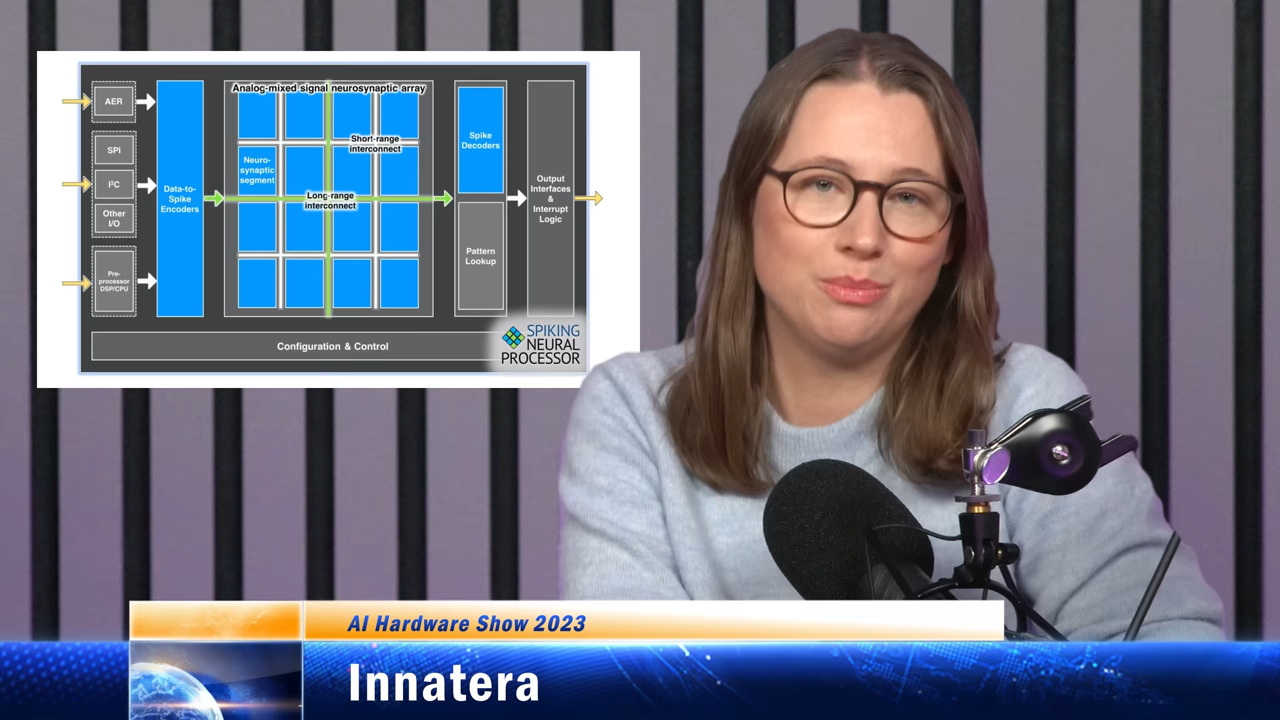 Analog-mixed signal neurosynaptic array
AER
SPI
I²C
Other
I/O
Pre-
processor
DSP/CPU
Data-to-
Spike
Encoders
Neuro-
synaptic
segment
Short-range
interconnect
Long-range
interconnect
Spike
Decoders
Pattern
Lookup
Output
Interfaces
&
Interrupt
Logic
Configuration & Control
SPIKING
NEURAL
PROCESSOR
AI Hardware Show 2023
Innatera